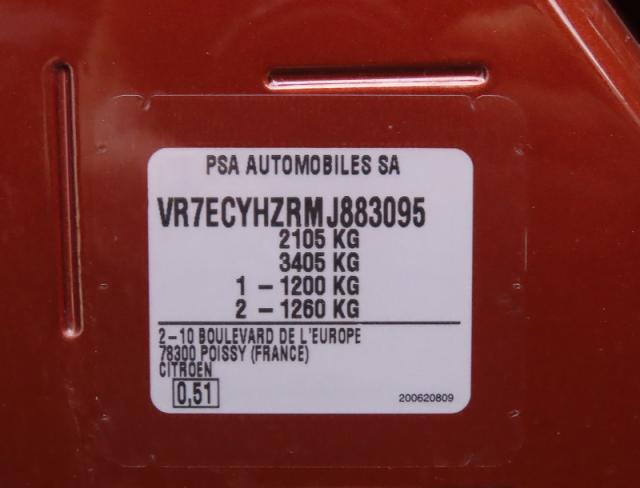 PSA AUTOMOBILES SA
VR7ECYHZRMJ883095
2105 KG
3405 KG
1 – 1200 KG
2 – 1260 KG
2–10 BOULEVARD DE L'EUROPE
78300 POISSY (FRANCE)
CITROEN
0,51
200620809